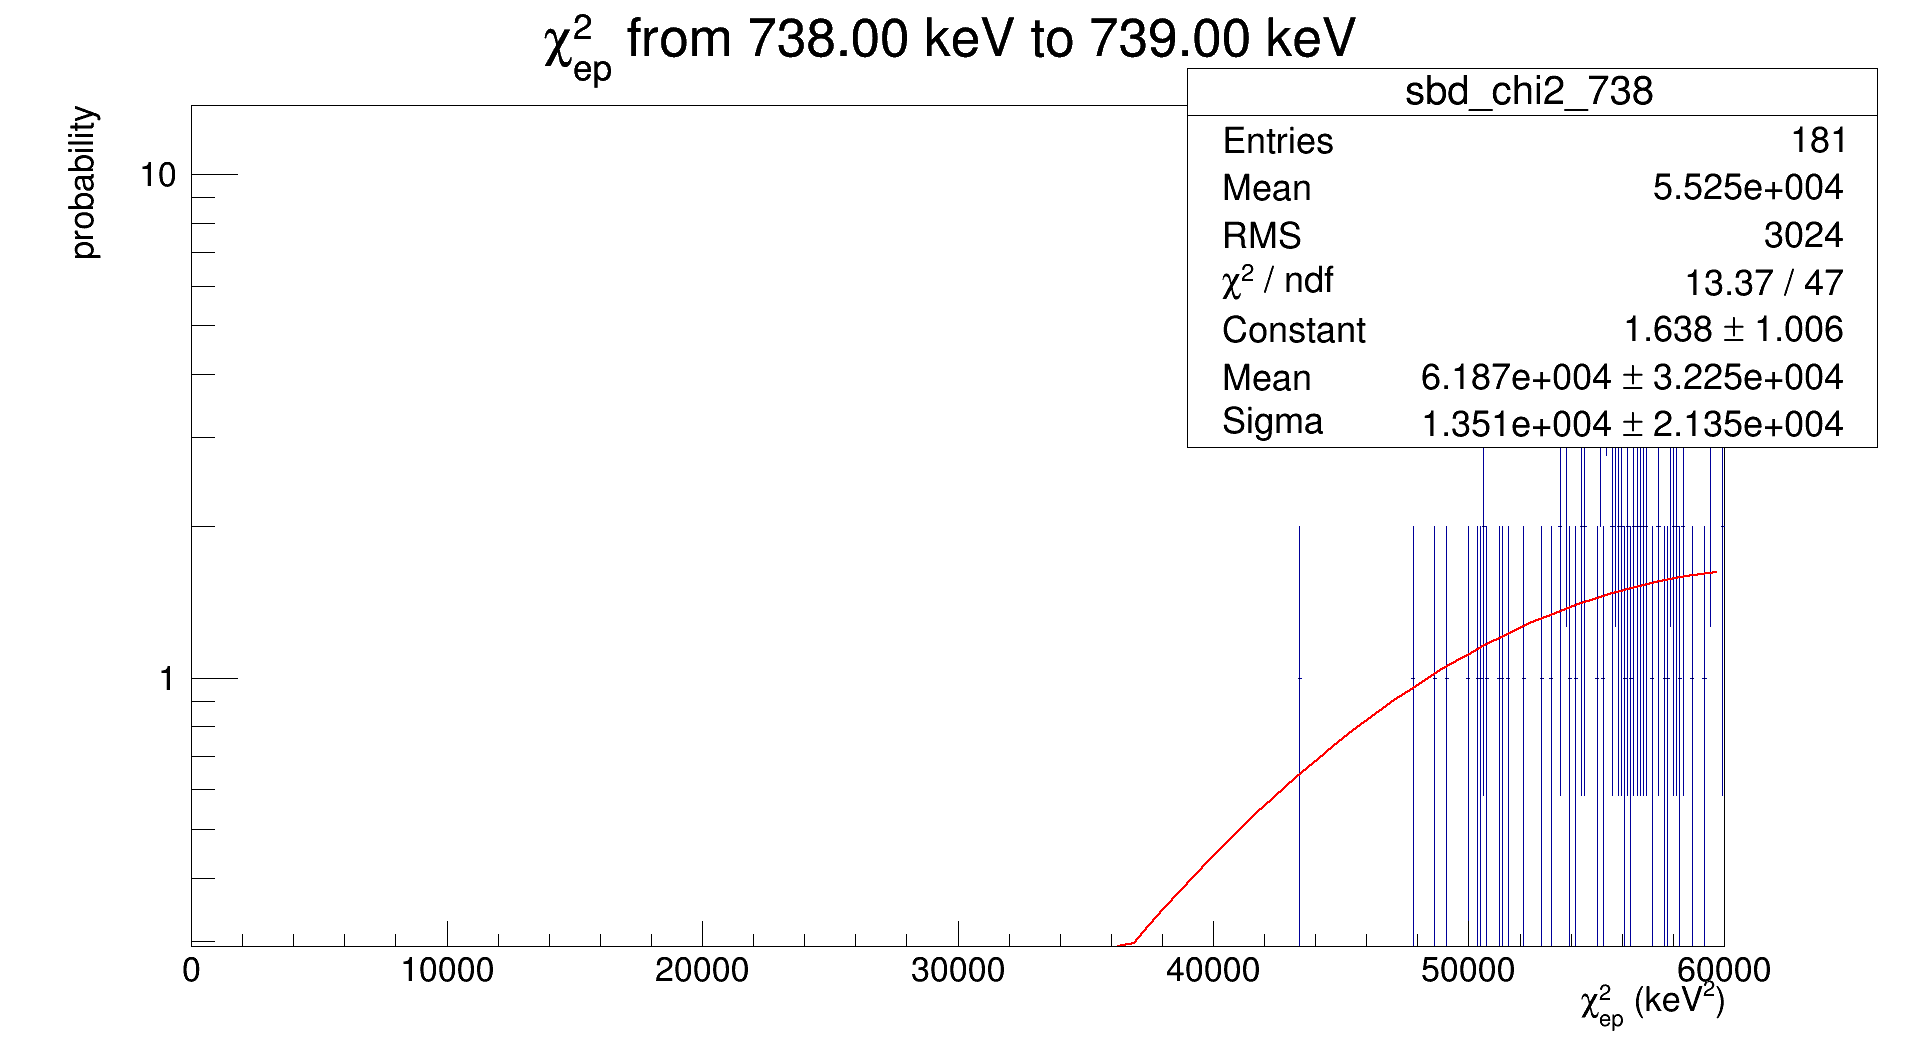 χ²ep from 738.00 keV to 739.00 keV
sbd_chi2_738
Entries 181
Mean 5.525e+004
RMS 3024
χ² / ndf 13.37 / 47
Constant 1.638 ± 1.006
Mean 6.187e+004 ± 3.225e+004
Sigma 1.351e+004 ± 2.135e+004
probability
10
1
0 10000 20000 30000 40000 50000 60000
χ²ep (keV²)